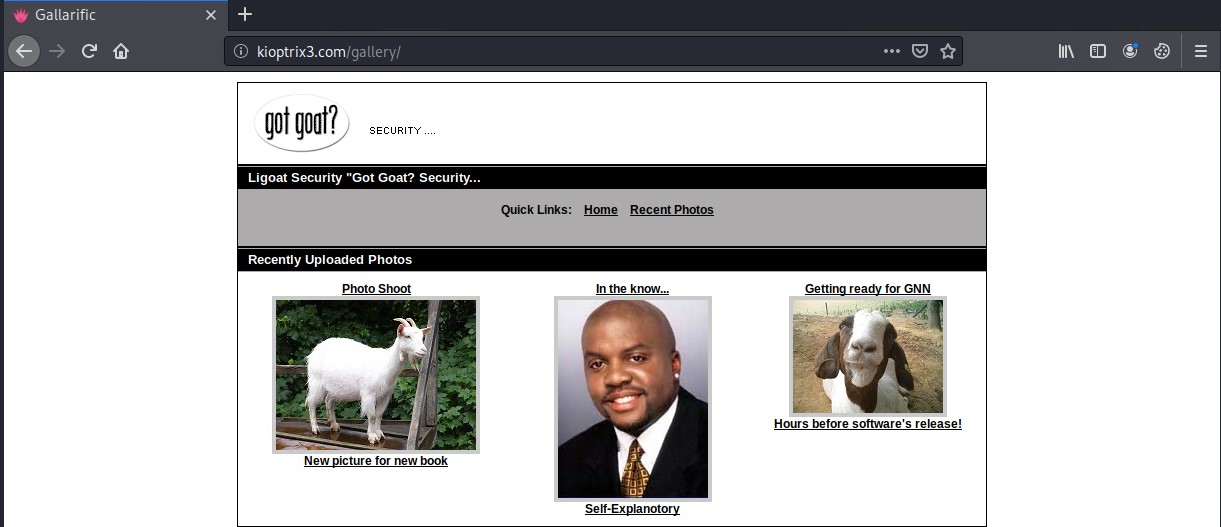 Gallarific
kioptrix3.com/gallery/
got goat?
SECURITY ....
Ligoat Security "Got Goat? Security...
Quick Links: Home Recent Photos
Recently Uploaded Photos
Photo Shoot
In the know...
Getting ready for GNN
Hours before software's release!
New picture for new book
Self-Explanotory